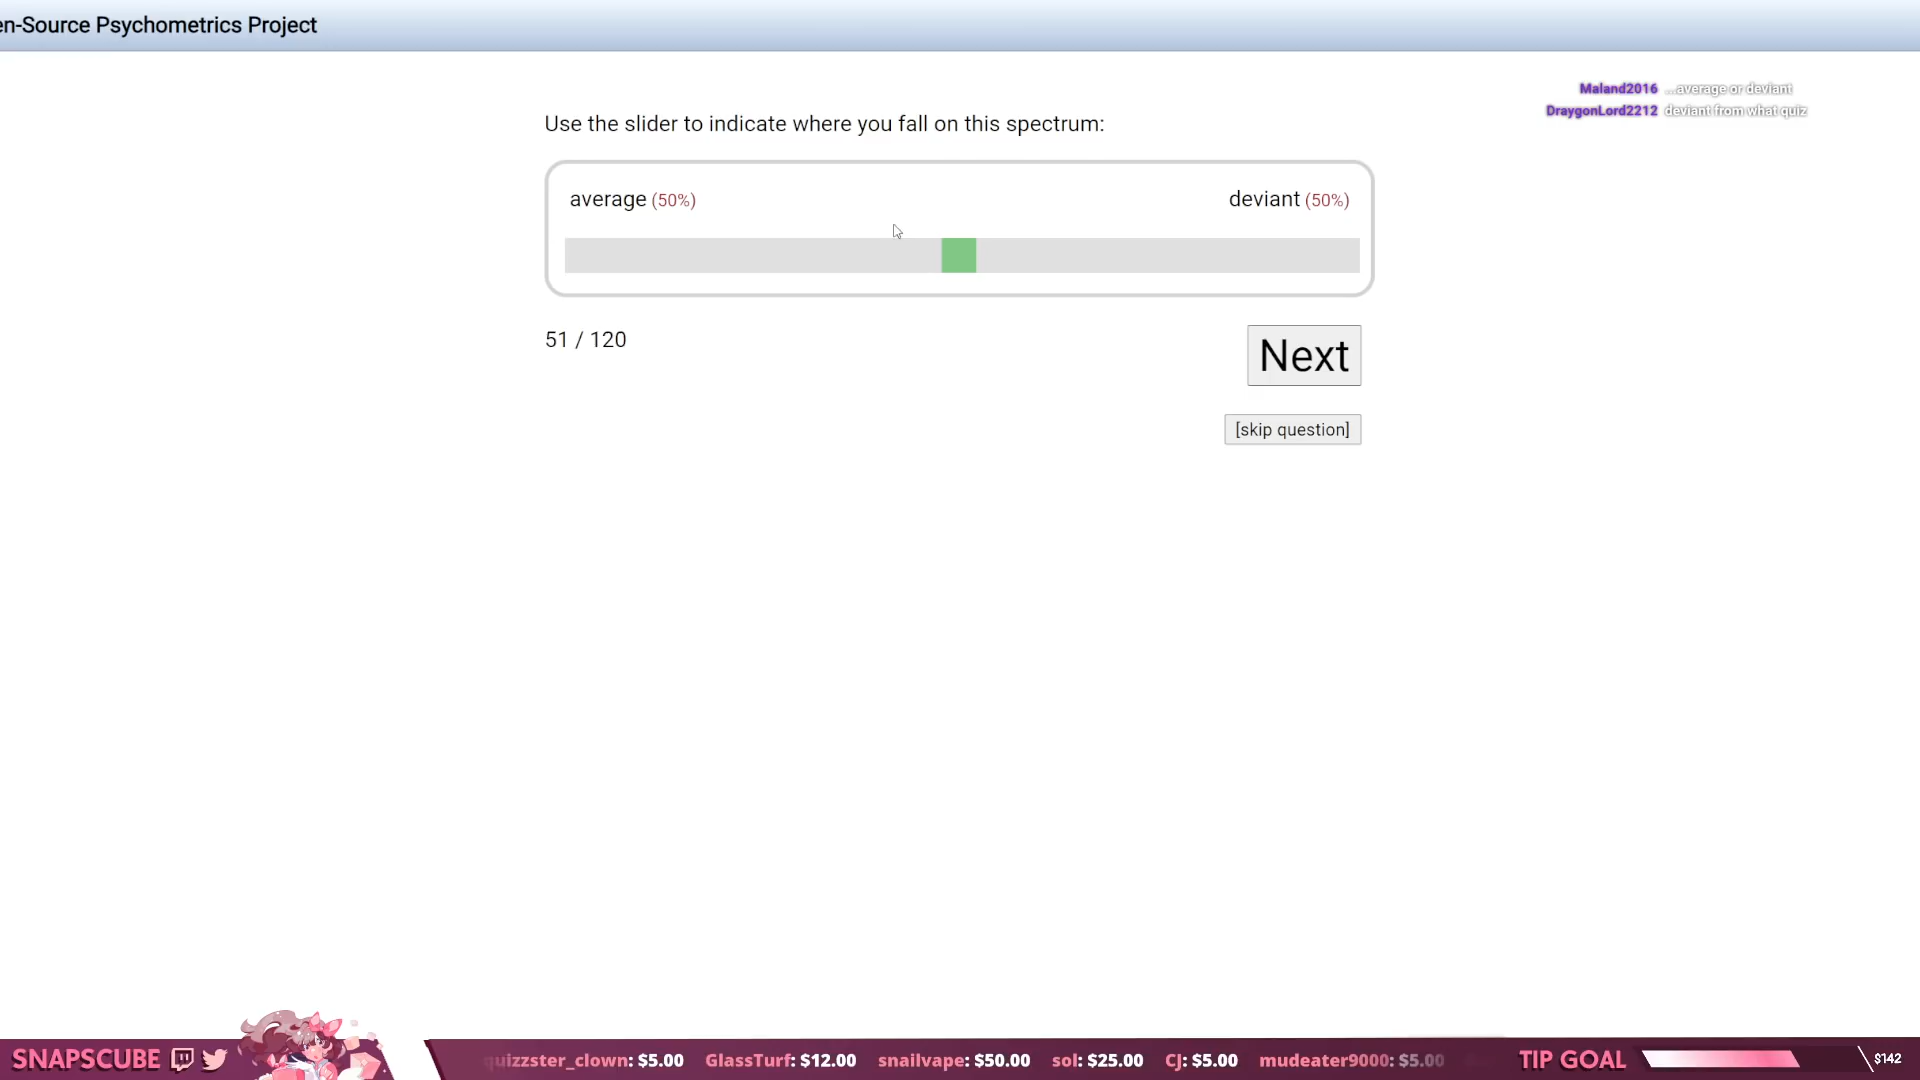 en-Source Psychometrics Project
Maland2016 ...average or deviant
DraygonLord2212 deviant from what quiz
Use the slider to indicate where you fall on this spectrum:
average (50%) deviant (50%)
51 / 120
Next
[skip question]
SNAPSCUBE quizzster_clown: $5.00 GlassTurf: $12.00 snailvape: $50.00 sol: $25.00 CJ: $5.00 mudeater9000: $5.00 TIP GOAL $142